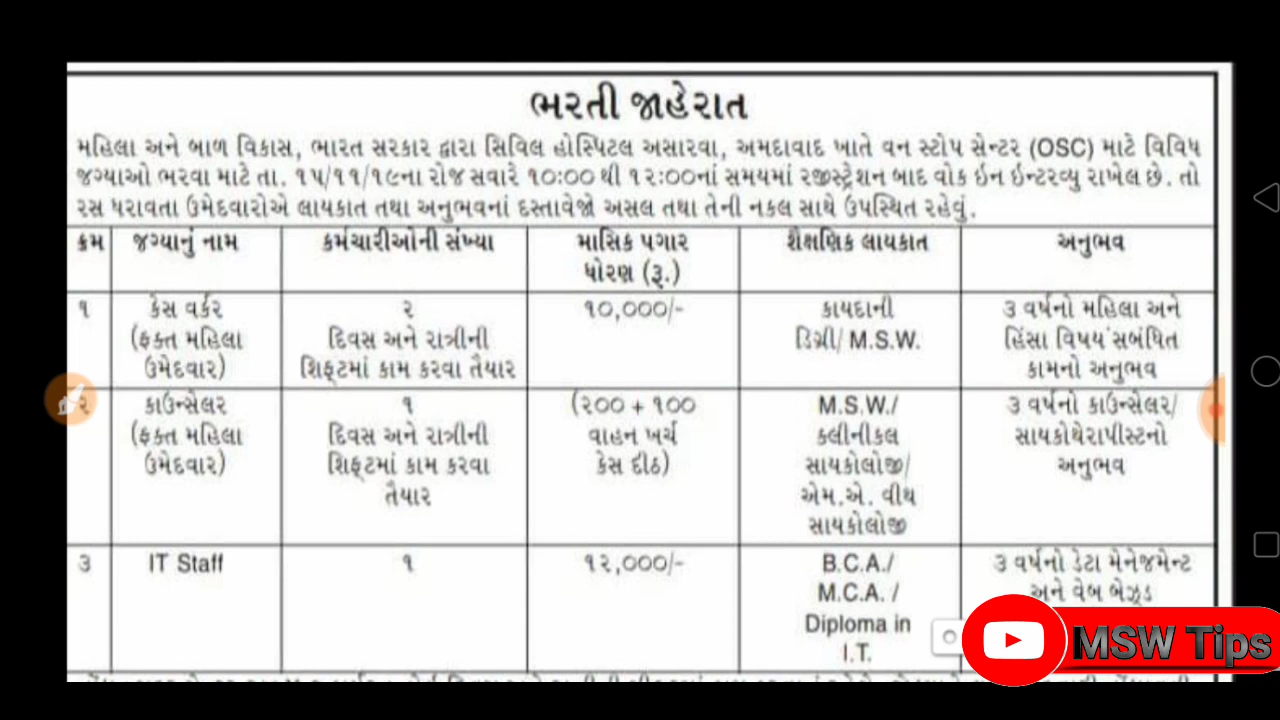 ભરતી જાહેરાત
મહિલા અને બાળ વિકાસ, ભારત સરકાર દ્વારા સિવિલ હોસ્પિટલ અસારવા, અમદાવાદ ખાતે વન સ્ટોપ સેન્ટર (OSC) માટે વિવિધ
જગ્યાઓ ભરવા માટે તા. ૧૫/૧૧/૧૯ના રોજ સવારે ૧૦:૦૦ થી ૧૨:૦૦નાં સમયમાં રજીસ્ટ્રેશન બાદ વોક ઈન ઈન્ટરવ્યુ રાખેલ છે. તો
રસ ધરાવતા ઉમેદવારોએ લાયકાત તથા અનુભવનાં દસ્તાવેજો અસલ તથા તેની નકલ સાથે ઉપસ્થિત રહેવું.
ક્રમ જગ્યાનું નામ કર્મચારીઓની સંખ્યા માસિક પગાર શૈક્ષણિક લાયકાત અનુભવ
ધોરણ (રૂ.)
૧ કેસ વર્કર ૨ ૧૦,૦૦૦/- કાયદાની ૩ વર્ષનો મહિલા અને
(ફક્ત મહિલા દિવસ અને રાત્રીની ડિગ્રી/ M.S.W. હિંસા વિષય સંબંધિત
ઉમેદવાર) શિફ્ટમાં કામ કરવા તૈયાર કામનો અનુભવ
૨ કાઉન્સેલર ૧ (૨૦૦ + ૧૦૦ M.S.W./ ૩ વર્ષનો કાઉન્સેલર/
(ફક્ત મહિલા દિવસ અને રાત્રીની વાહન ખર્ચ ક્લીનીકલ સાયકોથેરાપીસ્ટનો
ઉમેદવાર) શિફ્ટમાં કામ કરવા કેસ દીઠ) સાયકોલોજી/ અનુભવ
તૈયાર એમ.એ. વીથ
સાયકોલોજી
૩ IT Staff ૧ ૧૨,૦૦૦/- B.C.A./ ૩ વર્ષનો ડેટા મેનેજમેન્ટ
M.C.A. / અને વેબ બેઝ્ડ
Diploma in
I.T.
MSW Tips